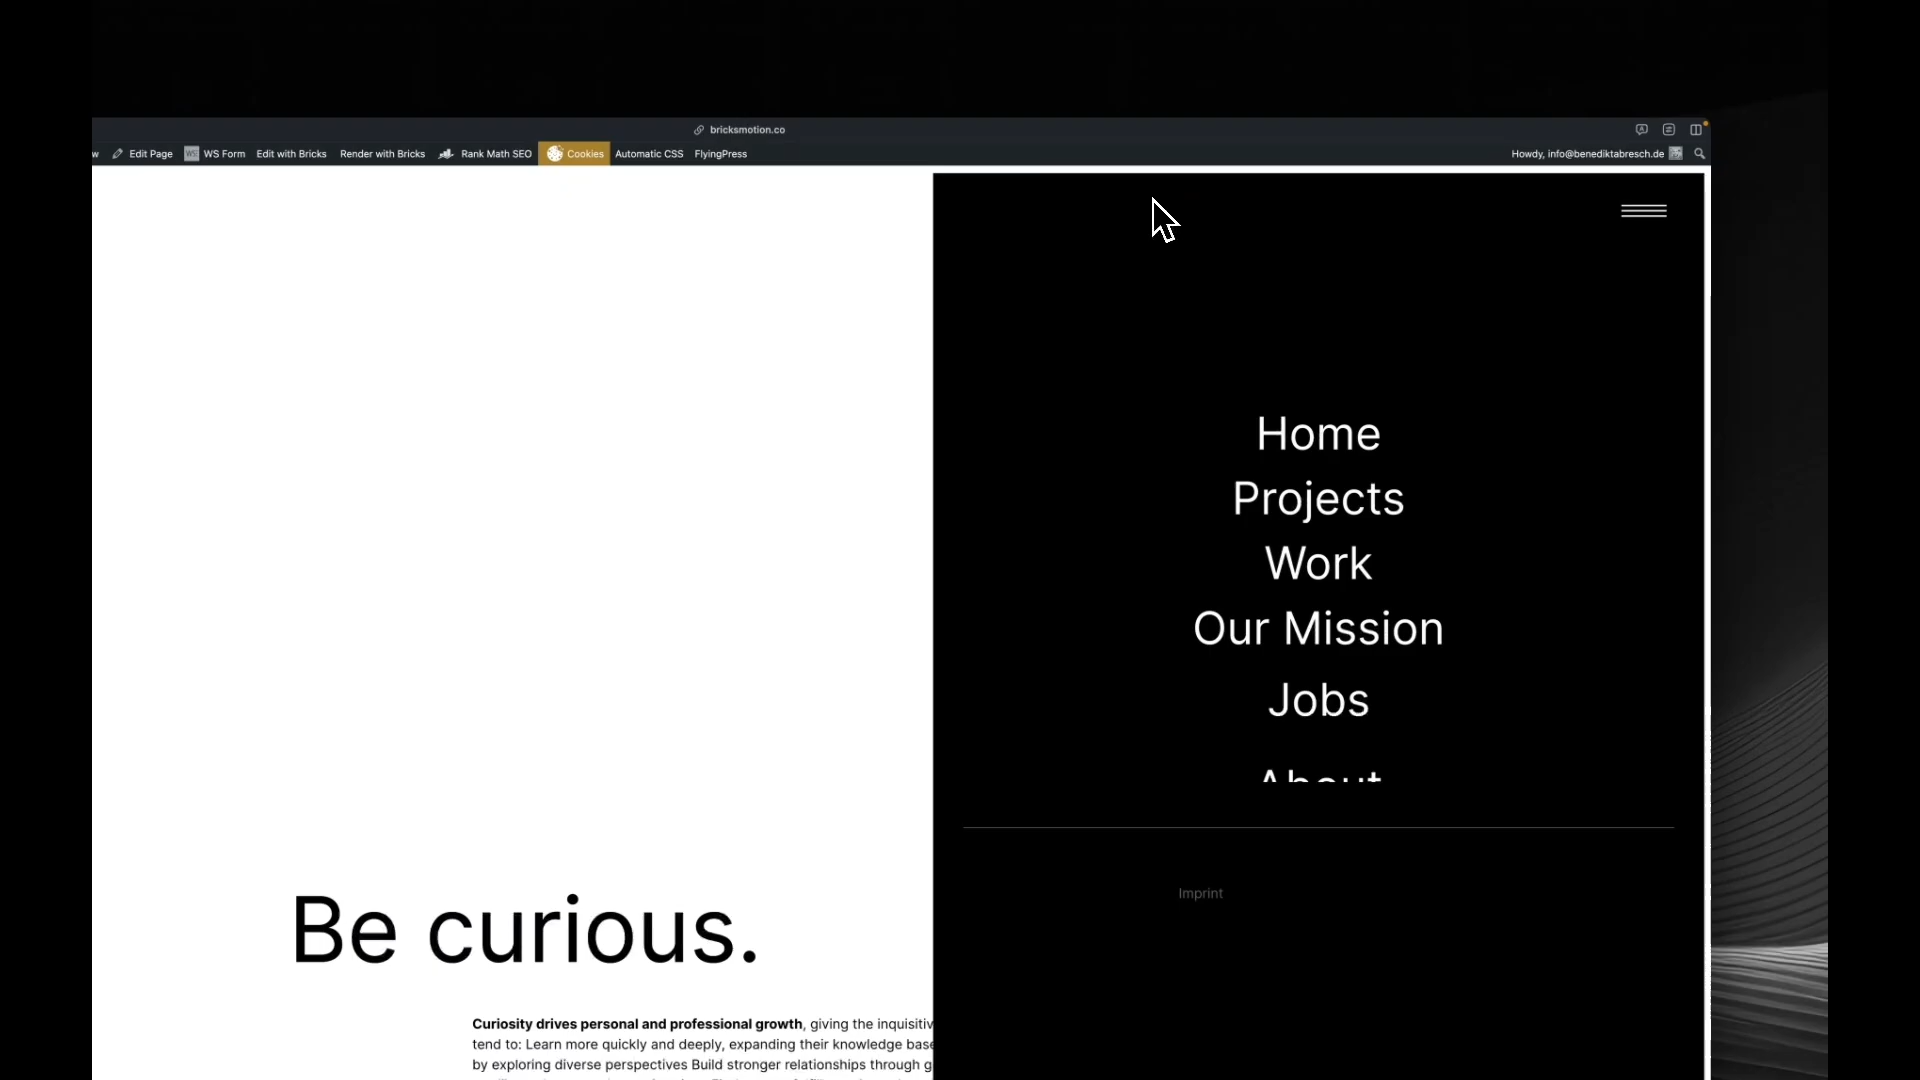 bricksmotion.co
w Edit Page WS WS Form Edit with Bricks Render with Bricks Rank Math SEO Cookies Automatic CSS FlyingPress Howdy, info@benediktabresch.de
Home
Projects
Work
Our Mission
Jobs
About
Imprint
Be curious.
Curiosity drives personal and professional growth, giving the inquisitiv
tend to: Learn more quickly and deeply, expanding their knowledge base
by exploring diverse perspectives Build stronger relationships through g